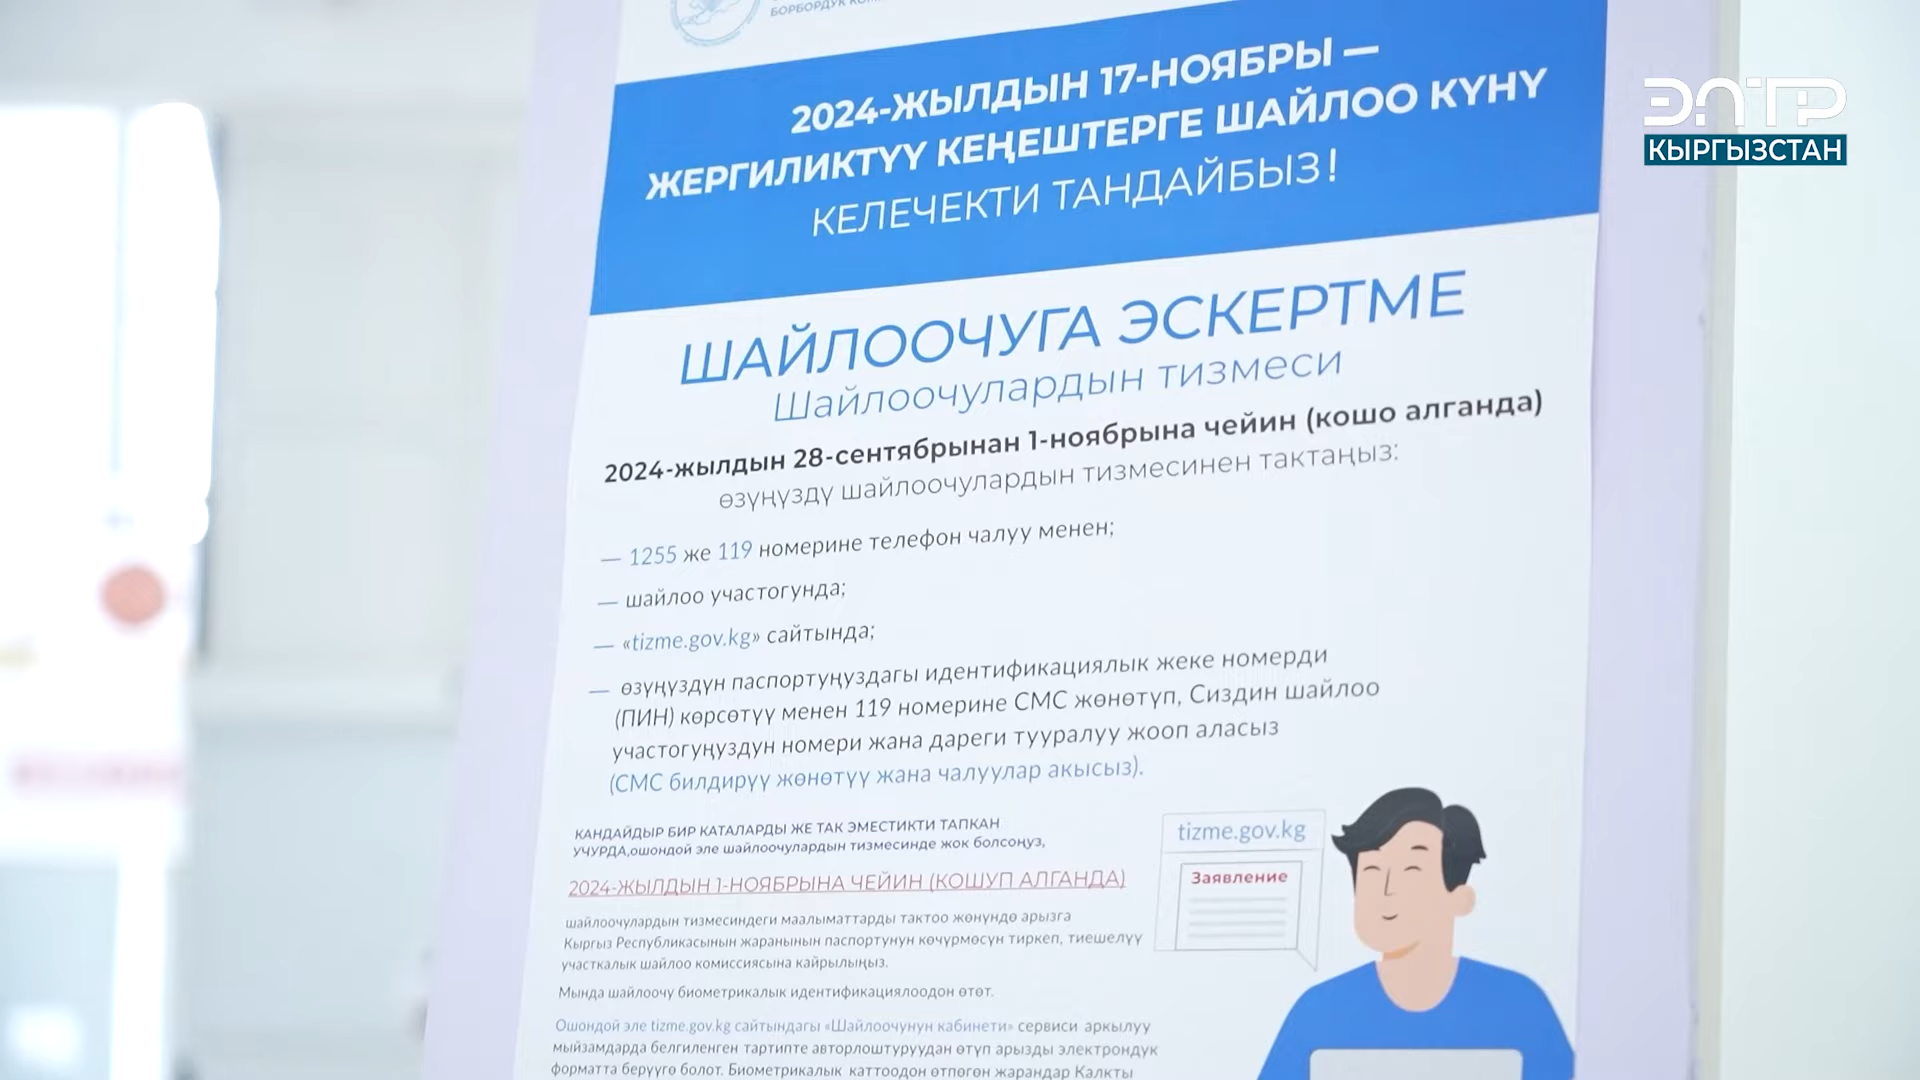 БОРБОРДУК
2024-ЖЫЛДЫН 17-НОЯБРЫ —
ЖЕРГИЛИКТҮҮ КЕҢЕШТЕРГЕ ШАЙЛОО КҮНҮ
КЕЛЕЧЕКТИ ТАНДАЙБЫЗ!
ЭЛТР
КЫРГЫЗСТАН
ШАЙЛООЧУГА ЭСКЕРТМЕ
Шайлоочулардын тизмеси
2024-жылдын 28-сентябрынан 1-ноябрына чейин (кошо алганда)
өзүңүздү шайлоочулардын тизмесинен тактаңыз:
— 1255 же 119 номерине телефон чалуу менен;
— шайлоо участогунда;
— «tizme.gov.kg» сайтында;
— өзүңүздүн паспортуңуздагы идентификациялык жеке номерди
(ПИН) көрсөтүү менен 119 номерине СМС жөнөтүп, Сиздин шайлоо
участогуңуздун номери жана дареги тууралуу жооп аласыз
(СМС билдирүү жөнөтүү жана чалуулар акысыз).
КАНДАЙДЫР БИР КАТАЛАРДЫ ЖЕ ТАК ЭМЕСТИКТИ ТАПКАН
УЧУРДА,ошондой эле шайлоочулардын тизмесинде жок болсоңуз,
2024-ЖЫЛДЫН 1-НОЯБРЫНА ЧЕЙИН (КОШУП АЛГАНДА)
шайлоочулардын тизмесиндеги маалыматтарды тактоо жөнүндө арызга
Кыргыз Республикасынын жаранынын паспортунун көчүрмөсүн тиркеп, тиешелүү
участкалык шайлоо комиссиясына кайрылыңыз.
Мында шайлоочу биометрикалык идентификациялоодон өтөт.
Ошондой эле tizme.gov.kg сайтындагы «Шайлоочунун кабинети» сервиси аркылуу
мыйзамдарда белгиленген тартипте авторлоштуруудан өтүп арызды электрондук
форматта берүүгө болот. Биометрикалык каттоодон өтпөгөн жарандар Калкты
tizme.gov.kg
Заявление